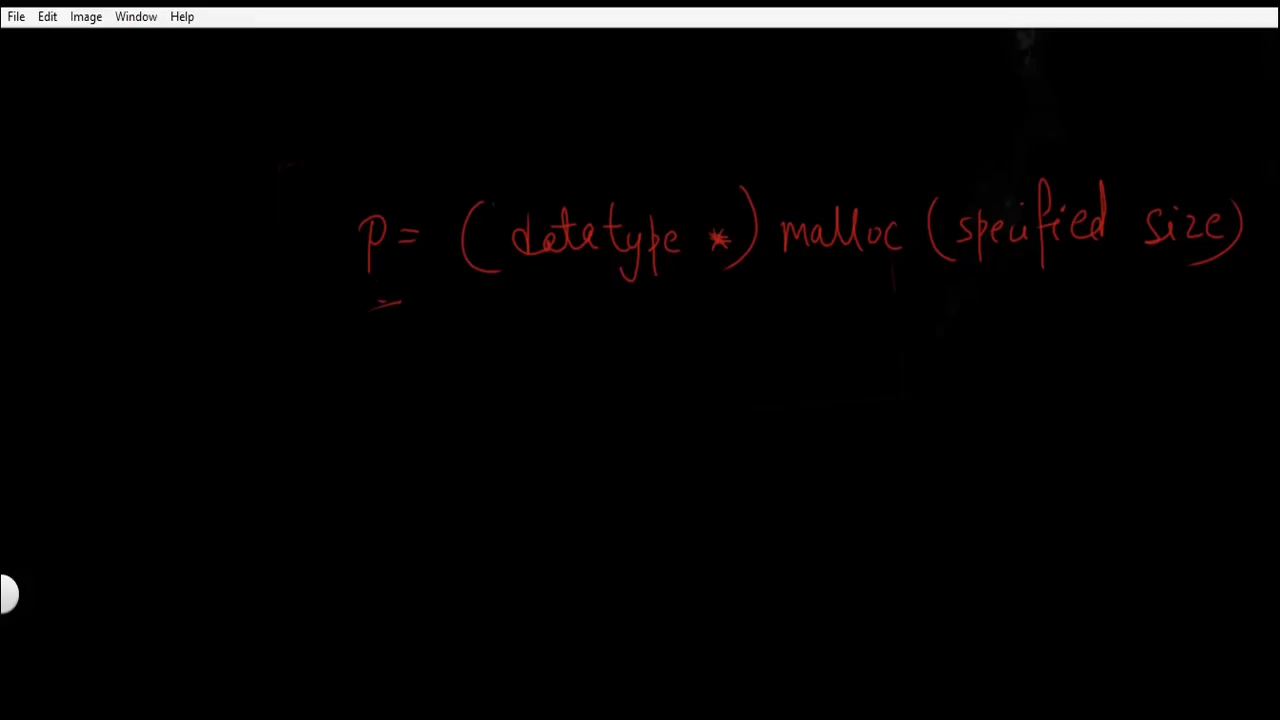 File Edit Image Window Help
p = (datatype *) malloc (specified size)